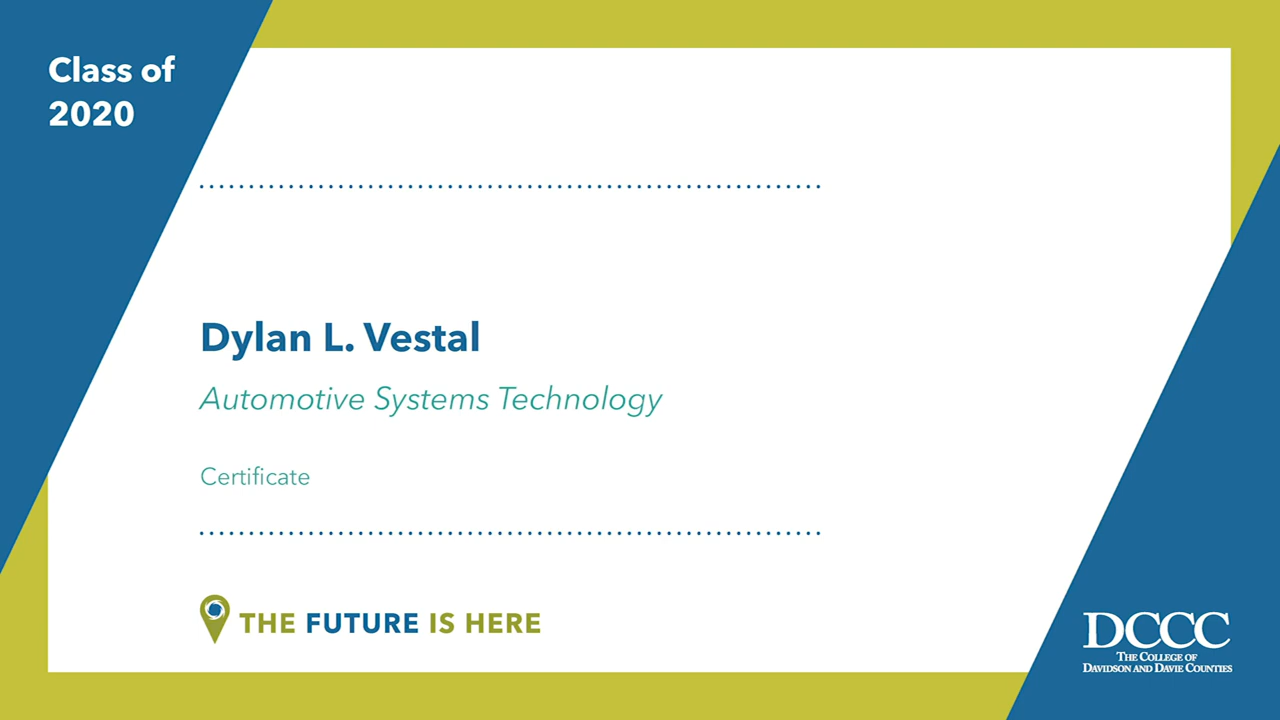 Class of
2020
Dylan L. Vestal
Automotive Systems Technology
Certificate
THE FUTURE IS HERE
DCCC
THE COLLEGE OF
DAVIDSON AND DAVIE COUNTIES